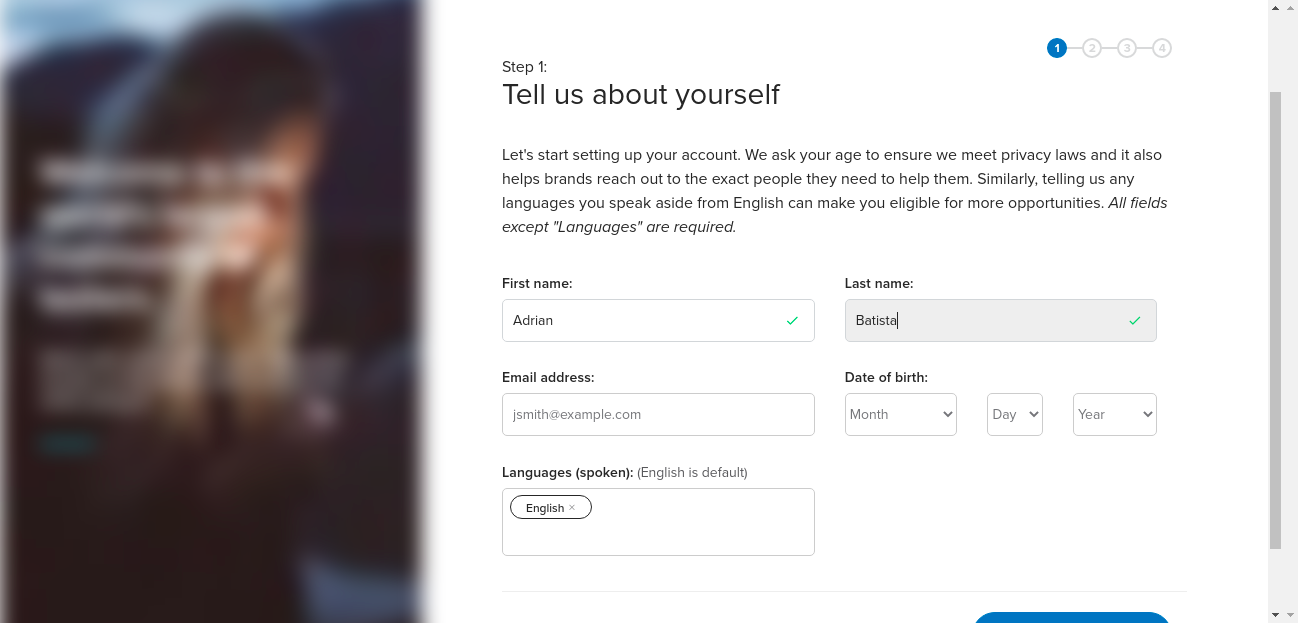 1 2 3 4
Step 1:
Tell us about yourself
Let's start setting up your account. We ask your age to ensure we meet privacy laws and it also
helps brands reach out to the exact people they need to help them. Similarly, telling us any
languages you speak aside from English can make you eligible for more opportunities. All fields
except "Languages" are required.
First name:
Last name:
Adrian
Batista
Email address:
Date of birth:
jsmith@example.com
Month
Day
Year
Languages (spoken): (English is default)
English ×